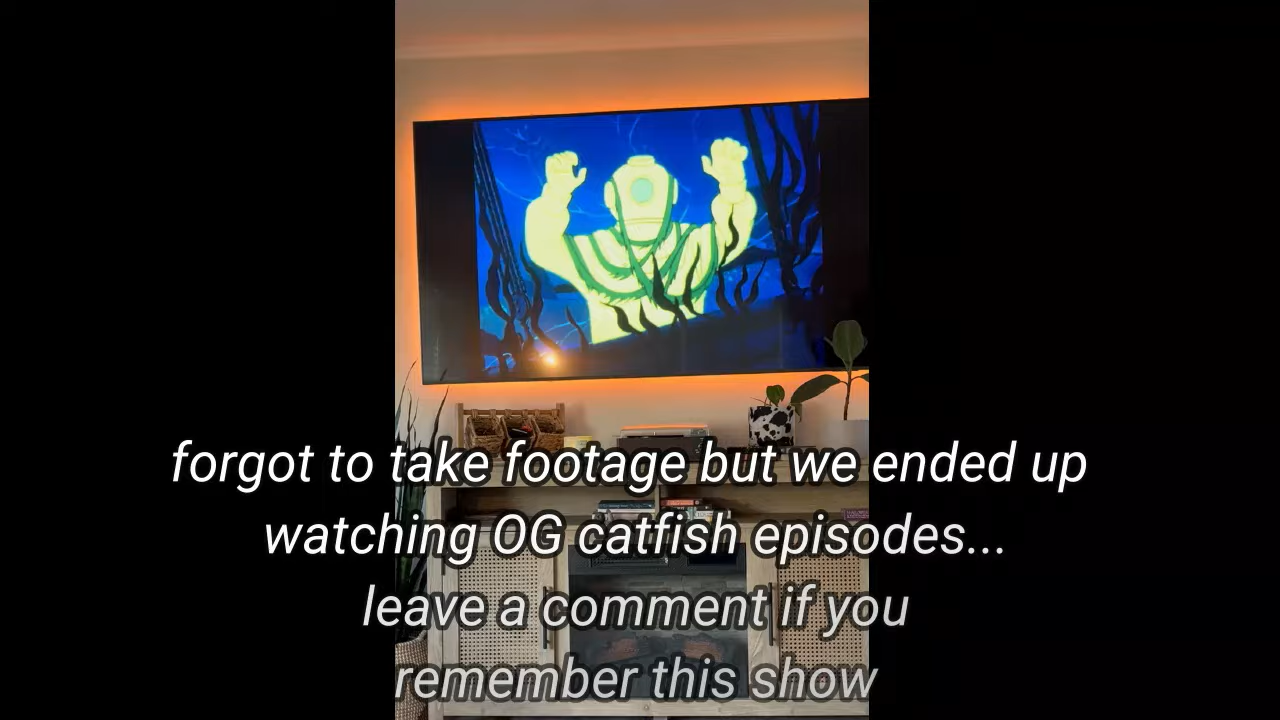 forgot to take footage but we ended up
watching OG catfish episodes...
leave a comment if you
remember this show